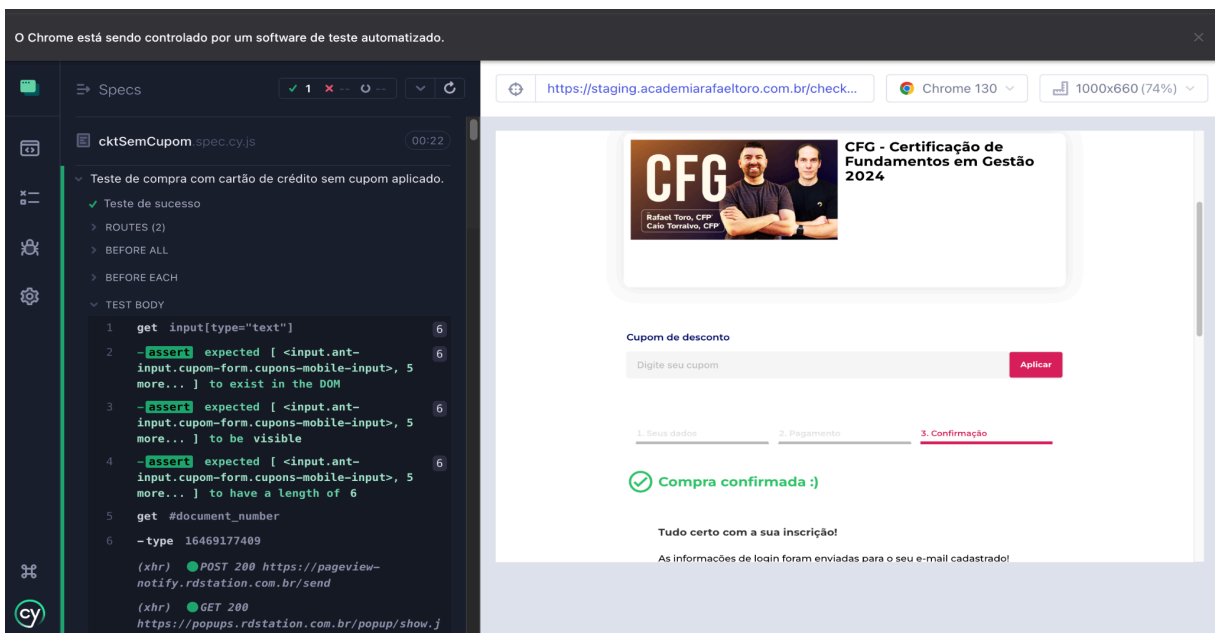 O Chrome está sendo controlado por um software de teste automatizado.
Specs
1 -- --
cktSemCupom.spec.cy.js 00:22
Teste de compra com cartão de crédito sem cupom aplicado.
Teste de sucesso
ROUTES (2)
BEFORE ALL
BEFORE EACH
TEST BODY
1 get input[type="text"] 6
2 -assert expected [ <input.ant- 6
input.cupom-form.cupons-mobile-input>, 5
more... ] to exist in the DOM
3 -assert expected [ <input.ant- 6
input.cupom-form.cupons-mobile-input>, 5
more... ] to be visible
4 -assert expected [ <input.ant- 6
input.cupom-form.cupons-mobile-input>, 5
more... ] to have a length of 6
5 get #document_number
6 -type 16469177409
(xhr) POST 200 https://pageview-
notify.rdstation.com.br/send
(xhr) GET 200
https://popups.rdstation.com.br/popup/show.j
cy
https://staging.academiarafaeltoro.com.br/check...
Chrome 130
1000x660 (74%)
CFG
Rafael Toro, CFP
Caio Torralvo, CFP
CFG - Certificação de
Fundamentos em Gestão
2024
Cupom de desconto
Digite seu cupom
Aplicar
1. Seus dados 2. Pagamento 3. Confirmação
Compra confirmada :)
Tudo certo com a sua inscrição!
As informações de login foram enviadas para o seu e-mail cadastrado!